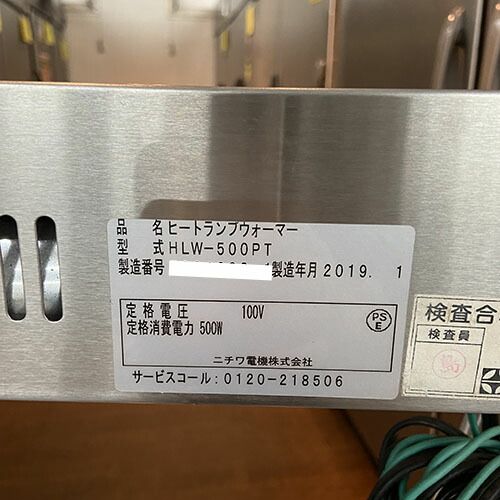 品　名 ヒートランプウォーマー
型　式 HLW-500PT
製造番号 製造年月 2019. 1
定格電圧 100V
定格消費電力 500W
PS
E
ニチワ電機株式会社
サービスコール:0120-218506
検査合
検査員